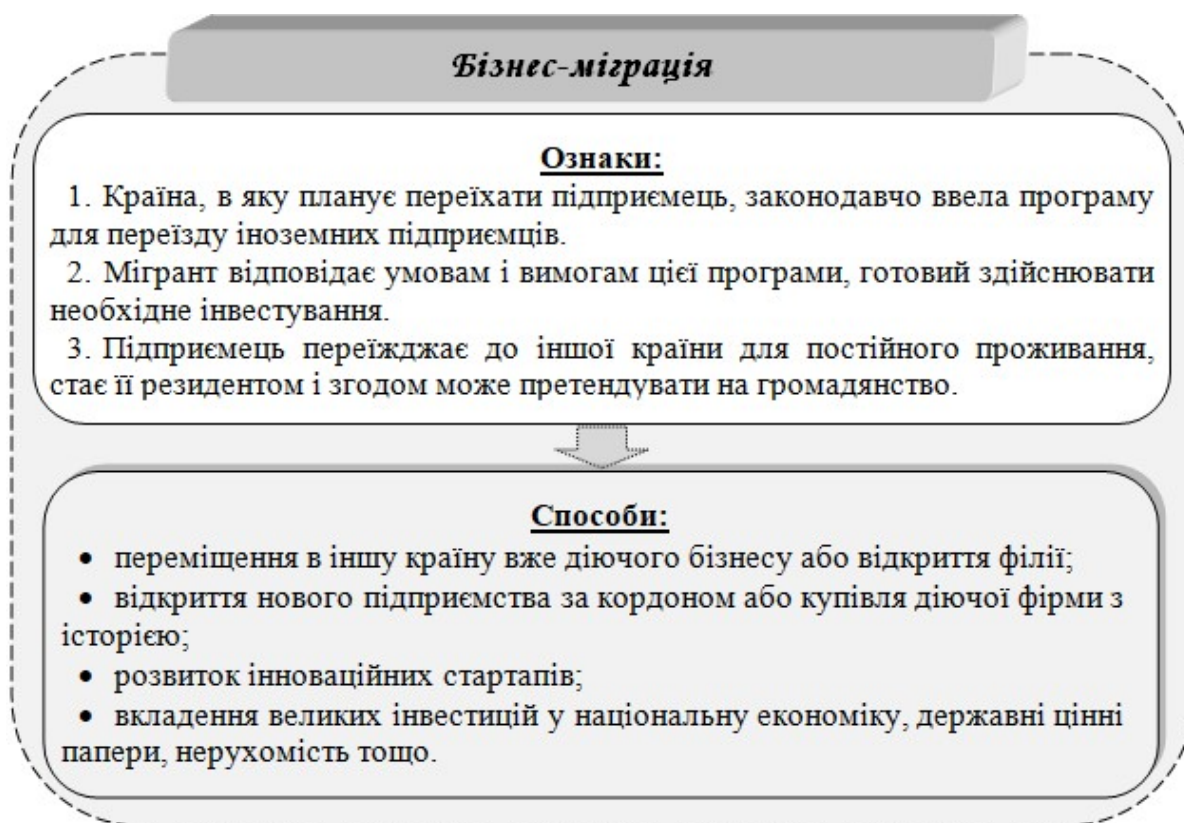 Бізнес-міграція
Ознаки:
1. Країна, в яку планує переїхати підприємець, законодавчо ввела програму
для переїзду іноземних підприємців.
2. Мігрант відповідає умовам і вимогам цієї програми, готовий здійснювати
необхідне інвестування.
3. Підприємець переїжджає до іншої країни для постійного проживання,
стає її резидентом і згодом може претендувати на громадянство.
Способи:
• переміщення в іншу країну вже діючого бізнесу або відкриття філії;
• відкриття нового підприємства за кордоном або купівля діючої фірми з
історією;
• розвиток інноваційних стартапів;
• вкладення великих інвестицій у національну економіку, державні цінні
папери, нерухомість тощо.